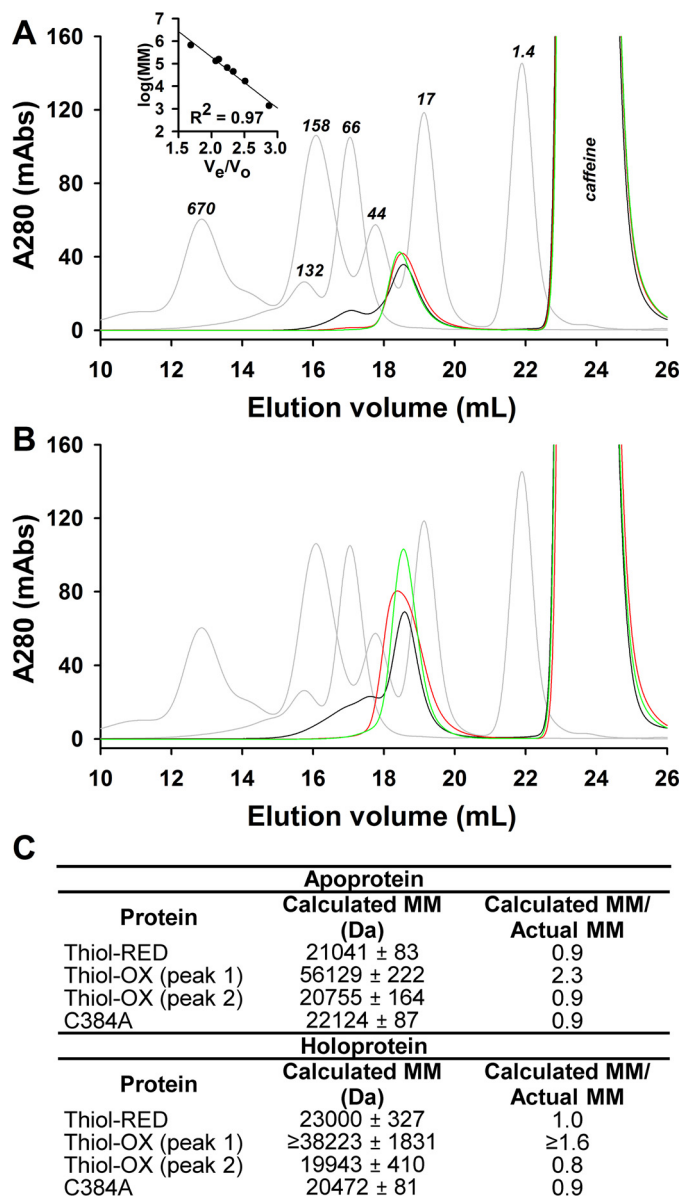 A
160
120
80
40
0
A280 (mAbs)
7
6
5
4
3
2
log(MM)
R2 = 0.97
1.5 2.0 2.5 3.0
Ve/Vo
670
132
158
66
44
17
1.4
caffeine
10 12 14 16 18 20 22 24 26
Elution volume (mL)
B
160
120
80
40
0
A280 (mAbs)
10 12 14 16 18 20 22 24 26
Elution volume (mL)
C
Apoprotein
Protein Calculated MM (Da) Calculated MM/ Actual MM
Thiol-RED 21041 ± 83 0.9
Thiol-OX (peak 1) 56129 ± 222 2.3
Thiol-OX (peak 2) 20755 ± 164 0.9
C384A 22124 ± 87 0.9
Holoprotein
Protein Calculated MM (Da) Calculated MM/ Actual MM
Thiol-RED 23000 ± 327 1.0
Thiol-OX (peak 1) ≥38223 ± 1831 ≥1.6
Thiol-OX (peak 2) 19943 ± 410 0.8
C384A 20472 ± 81 0.9